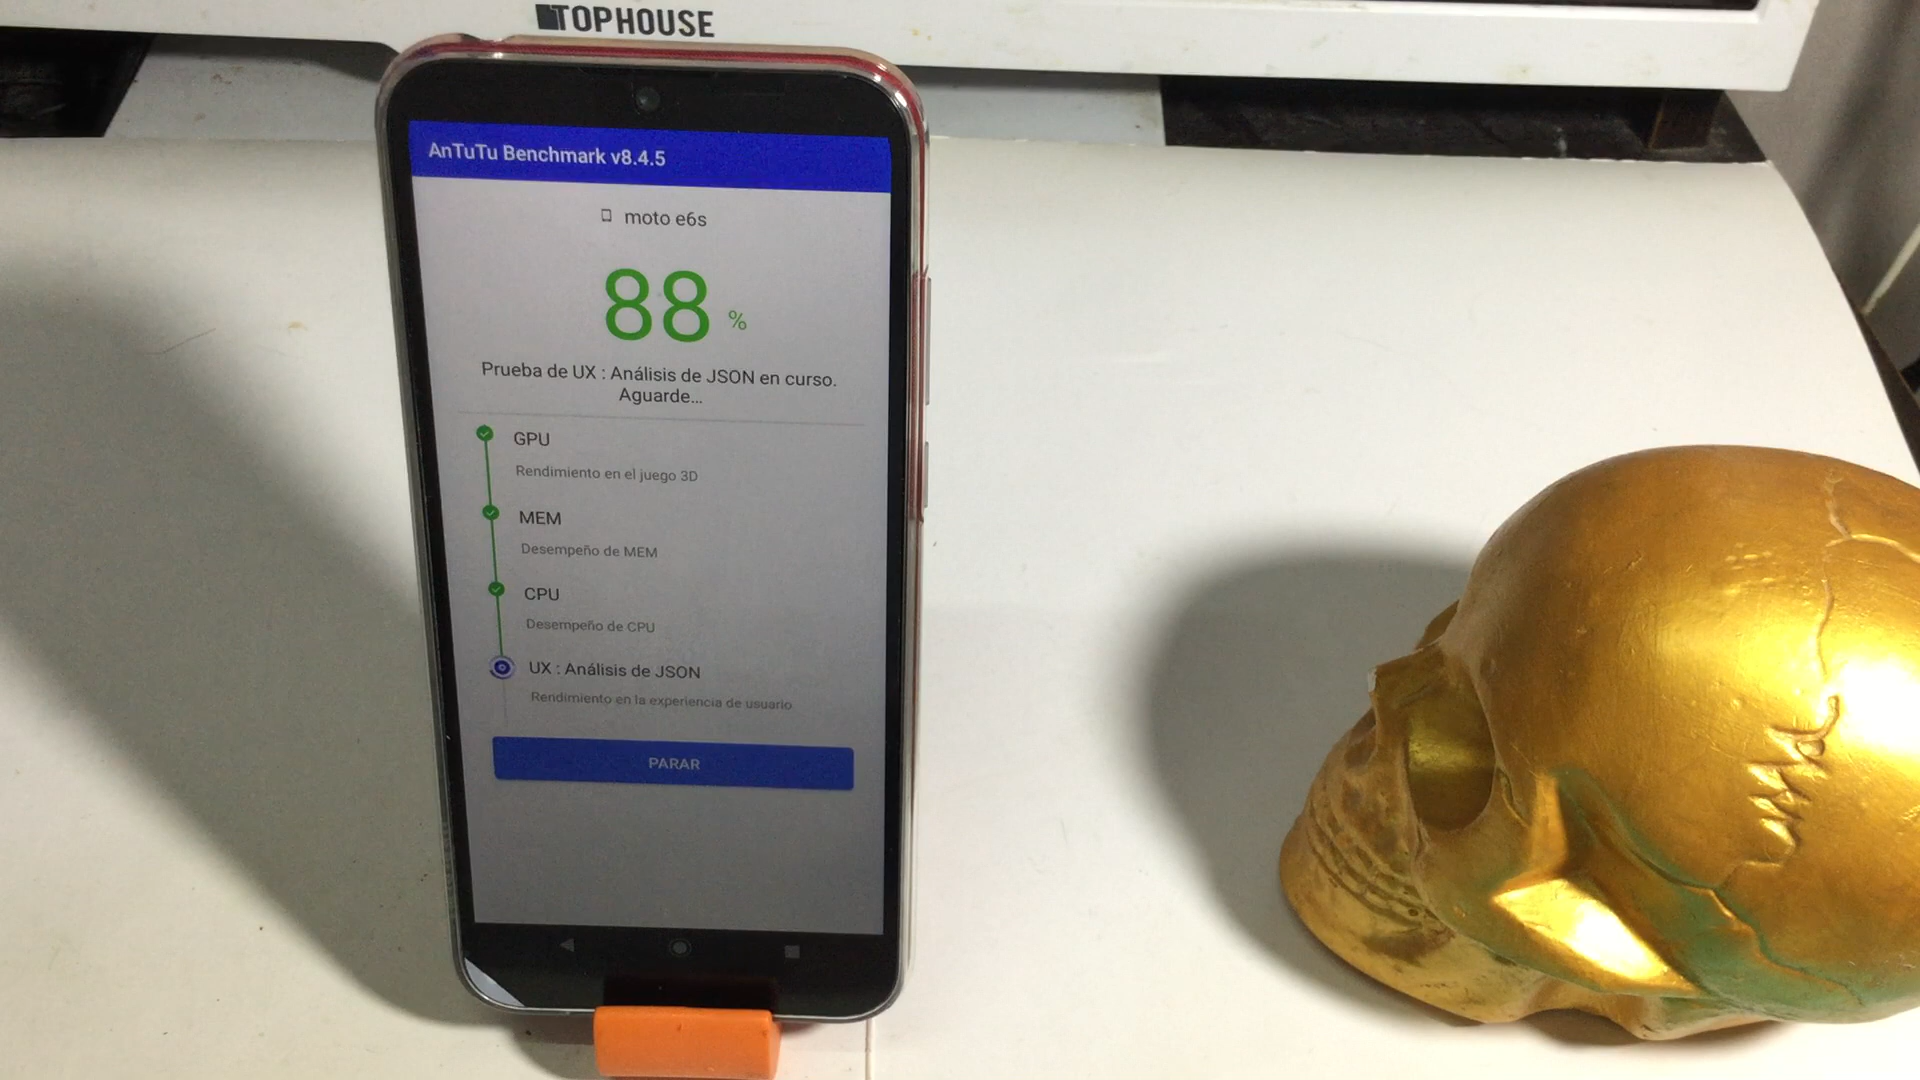 TOPHOUSE
AnTuTu Benchmark v8.4.5
moto e6s
88 %
Prueba de UX : Análisis de JSON en curso.
Aguarde...
GPU
Rendimiento en el juego 3D
MEM
Desempeño de MEM
CPU
Desempeño de CPU
UX : Análisis de JSON
Rendimiento en la experiencia de usuario
PARAR